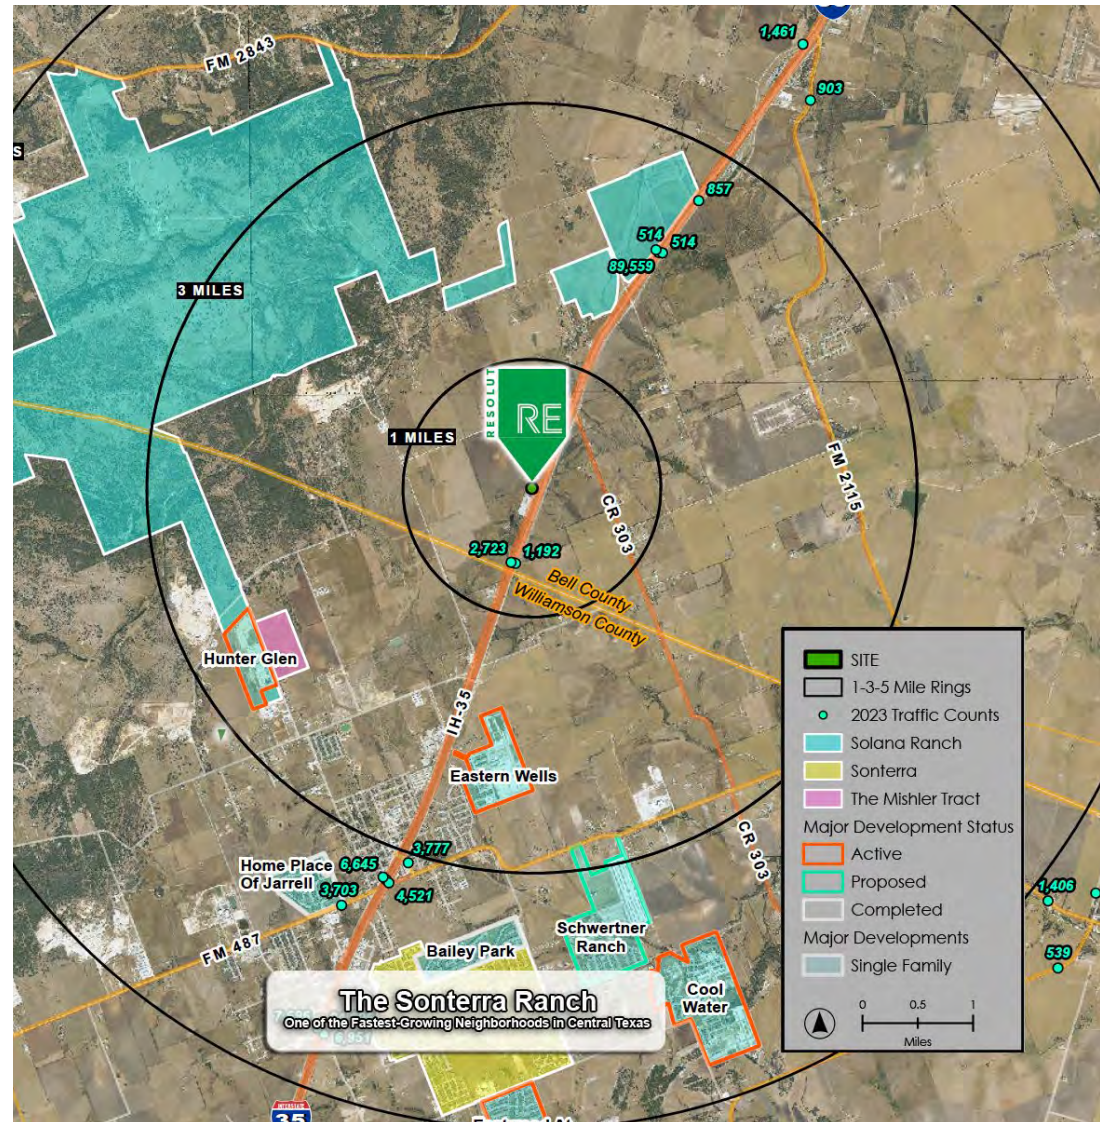 FM 2843
1,461
903
S
857
514
514
89,559
3 MILES
RESOLUT
RE
1 MILES
FM 2115
CR 303
2,723
1,192
Bell County
Williamson County
Hunter Glen
IH-35
Eastern Wells
CR 303
3,777
6,645
Home Place
Of Jarrell
3,703
4,521
FM 487
Schwertner
Ranch
Bailey Park
Cool
Water
The Sonterra Ranch
One of the Fastest-Growing Neighborhoods in Central Texas
6,951
INTERSTATE
35
1,406
539
SITE
1-3-5 Mile Rings
2023 Traffic Counts
Solana Ranch
Sonterra
The Mishler Tract
Major Development Status
Active
Proposed
Completed
Major Developments
Single Family
0 0.5 1
Miles